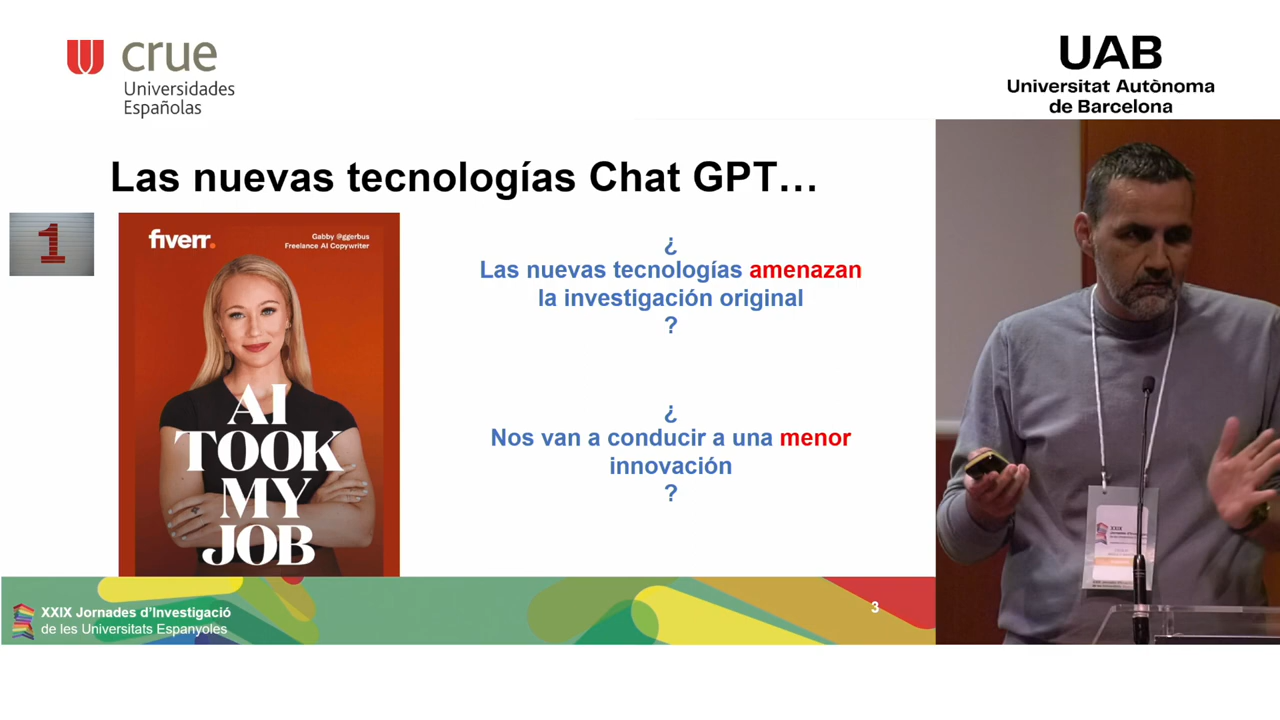 crue
Universidades
Españolas
UAB
Universitat Autònoma
de Barcelona
Las nuevas tecnologías Chat GPT...
1
fiverr.
Gabby @ggerbus
Freelance AI Copywriter
AI
TOOK
MY
JOB
¿
Las nuevas tecnologías amenazan
la investigación original
?
¿
Nos van a conducir a una menor
innovación
?
XXIX Jornades d'Investigació
de les Universitats Espanyoles
3
XXIX